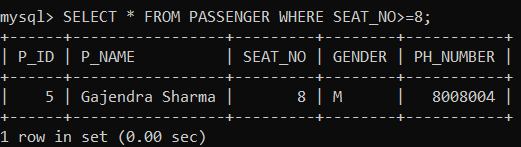 mysql> SELECT * FROM PASSENGER WHERE SEAT_NO>=8;
+------+-----------------+---------+--------+-----------+
| P_ID | P_NAME          | SEAT_NO | GENDER | PH_NUMBER |
+------+-----------------+---------+--------+-----------+
|    5 | Gajendra Sharma |       8 | M      |   8008004 |
+------+-----------------+---------+--------+-----------+
1 row in set (0.00 sec)